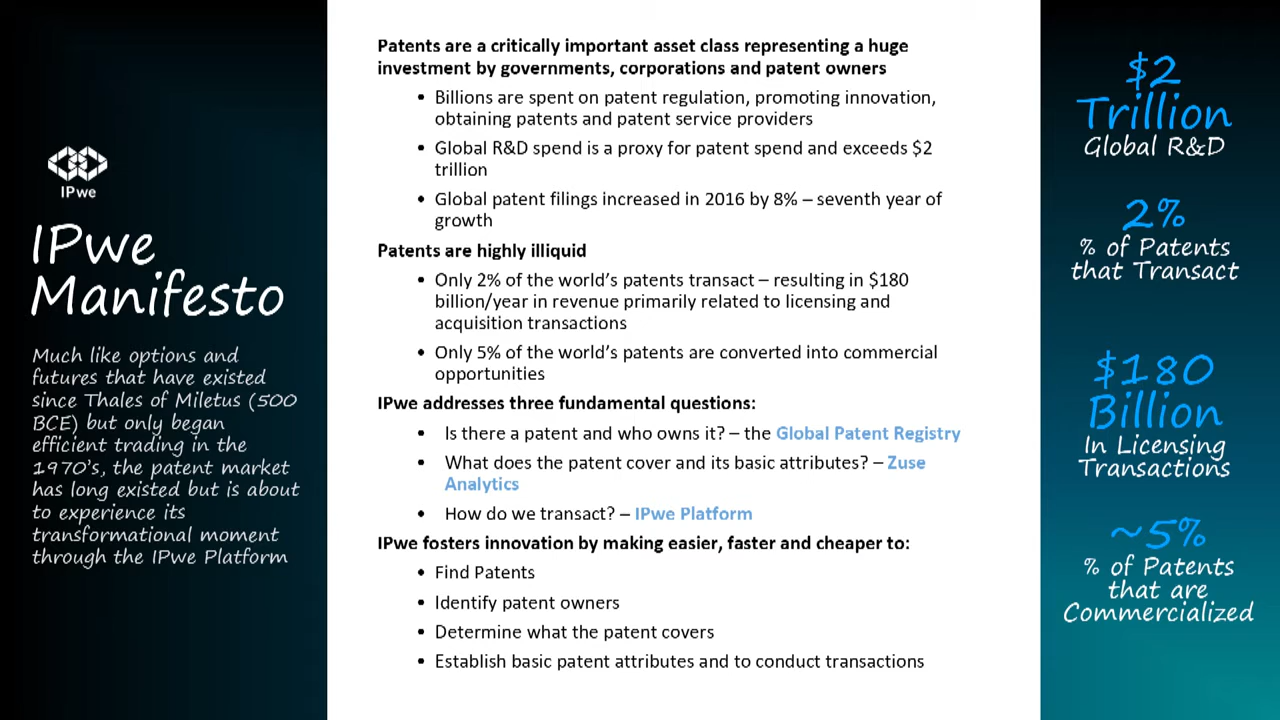 IPwe
IPwe
Manifesto
Much like options and
futures that have existed
since Thales of Miletus (500
BCE) but only began
efficient trading in the
1970's, the patent market
has long existed but is about
to experience its
transformational moment
through the IPwe Platform
Patents are a critically important asset class representing a huge
investment by governments, corporations and patent owners
• Billions are spent on patent regulation, promoting innovation,
obtaining patents and patent service providers
• Global R&D spend is a proxy for patent spend and exceeds $2
trillion
• Global patent filings increased in 2016 by 8% – seventh year of
growth
Patents are highly illiquid
• Only 2% of the world's patents transact – resulting in $180
billion/year in revenue primarily related to licensing and
acquisition transactions
• Only 5% of the world's patents are converted into commercial
opportunities
IPwe addresses three fundamental questions:
• Is there a patent and who owns it? – the Global Patent Registry
• What does the patent cover and its basic attributes? – Zuse
Analytics
• How do we transact? – IPwe Platform
IPwe fosters innovation by making easier, faster and cheaper to:
• Find Patents
• Identify patent owners
• Determine what the patent covers
• Establish basic patent attributes and to conduct transactions
$2
Trillion
Global R&D
2%
% of Patents
that Transact
$180
Billion
In Licensing
Transactions
~5%
% of Patents
that are
Commercialized